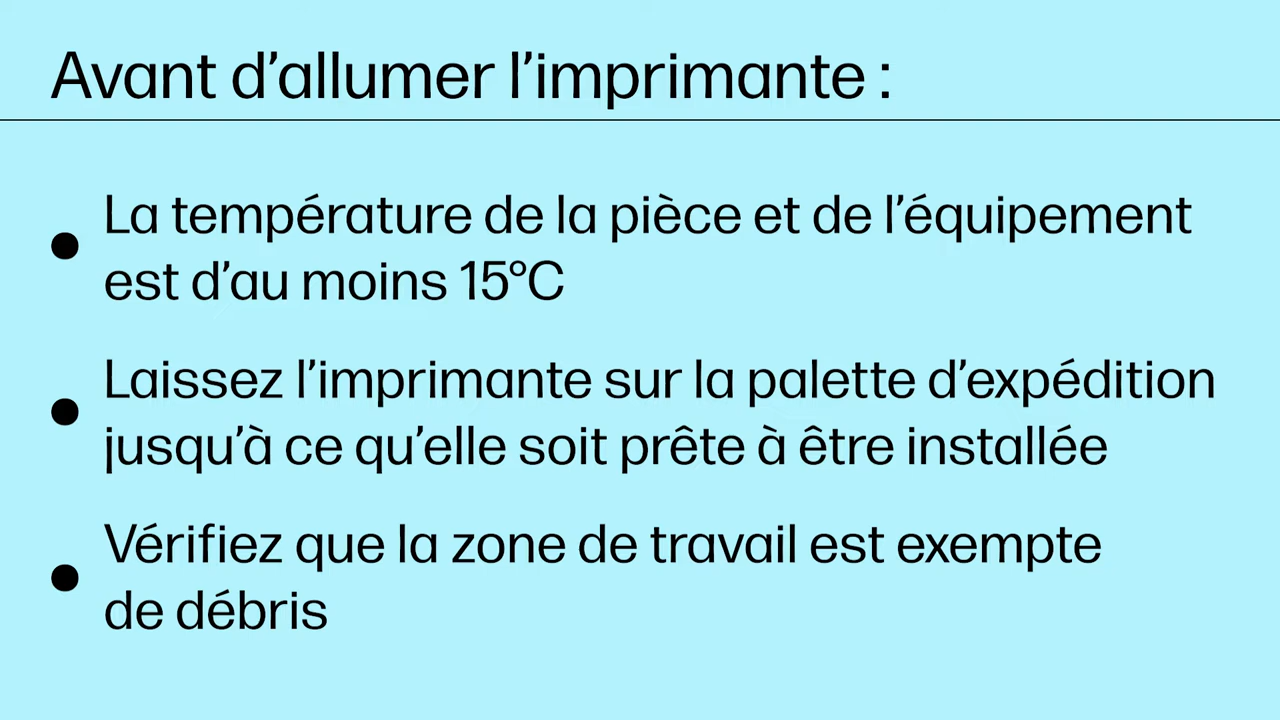 Avant d’allumer l’imprimante :
● La température de la pièce et de l’équipement
est d’au moins 15°C
● Laissez l’imprimante sur la palette d’expédition
jusqu’à ce qu’elle soit prête à être installée
● Vérifiez que la zone de travail est exempte
de débris